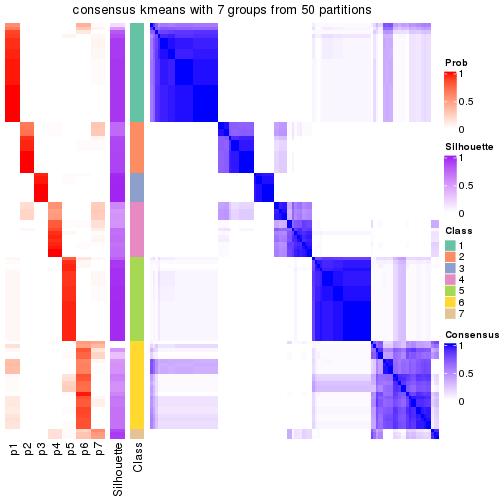 consensus kmeans with 7 groups from 50 partitions
Prob
1
0.5
0
Silhouette
1
0.5
0
Class
1
2
3
4
5
6
7
Consensus
1
0.5
0
p1
p2
p3
p4
p5
p6
p7
Silhouette
Class